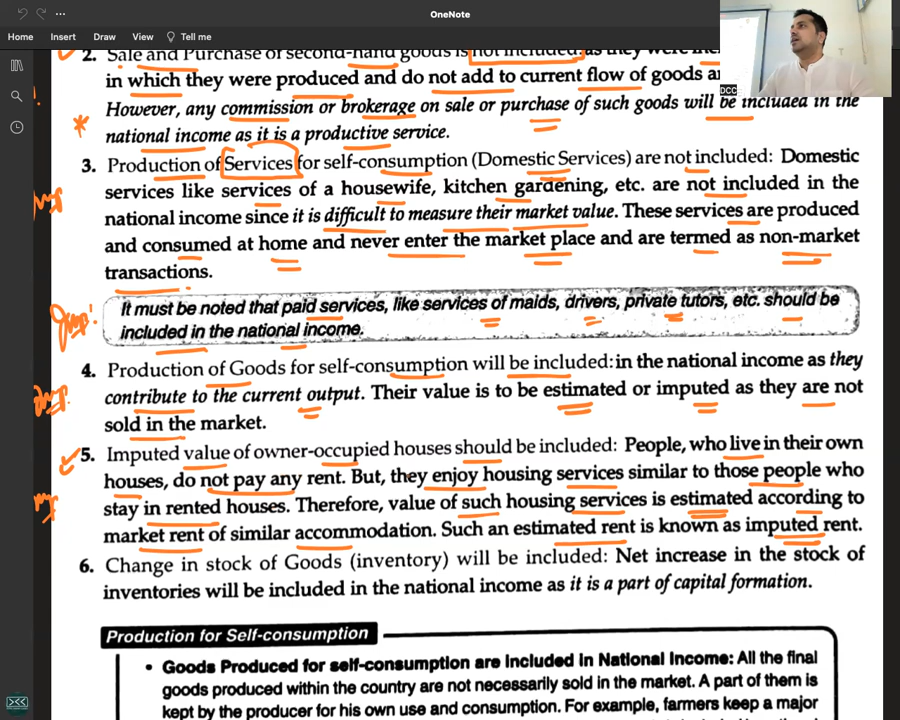 OneNote
Home Insert Draw View Tell me
2. Sale and Purchase of second-hand goods is not included: as they were
in which they were produced and do not add to current flow of goods
DCC
However, any commission or brokerage on sale or purchase of such goods will be included in the
national income as it is a productive service.
3. Production of Services for self-consumption (Domestic Services) are not included: Domestic
services like services of a housewife, kitchen gardening, etc. are not included in the
national income since it is difficult to measure their market value. These services are produced
and consumed at home and never enter the market place and are termed as non-market
transactions.
It must be noted that paid services, like services of maids, drivers, private tutors, etc. should be
included in the national income.
4. Production of Goods for self-consumption will be included: in the national income as they
contribute to the current output. Their value is to be estimated or imputed as they are not
sold in the market.
5. Imputed value of owner-occupied houses should be included: People, who live in their own
houses, do not pay any rent. But, they enjoy housing services similar to those people who
stay in rented houses. Therefore, value of such housing services is estimated according to
market rent of similar accommodation. Such an estimated rent is known as imputed rent.
6. Change in stock of Goods (inventory) will be included: Net increase in the stock of
inventories will be included in the national income as it is a part of capital formation.
Production for Self-consumption
• Goods Produced for self-consumption are Included in National Income: All the final
goods produced within the country are not necessarily sold in the market. A part of them is
kept by the producer for his own use and consumption. For example, farmers keep a major